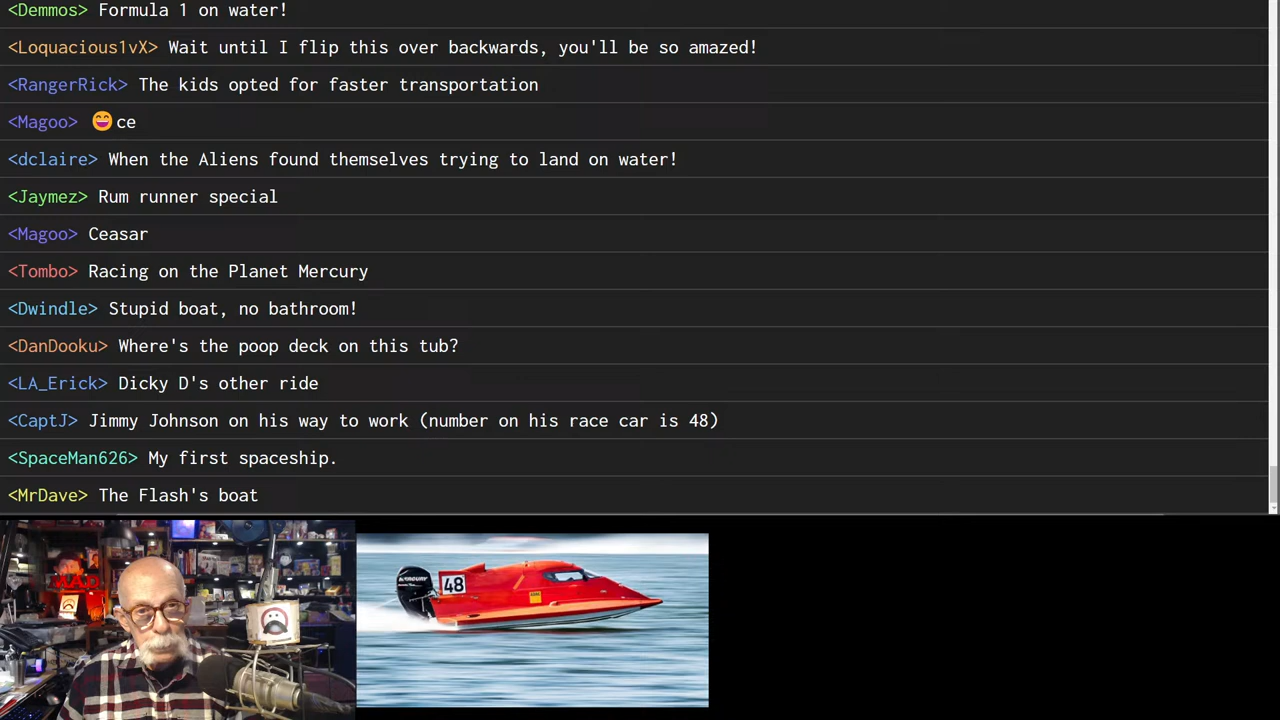 <Demmos> Formula 1 on water!
<Loquacious1vX> Wait until I flip this over backwards, you'll be so amazed!
<RangerRick> The kids opted for faster transportation
<Magoo> 😄ce
<dclaire> When the Aliens found themselves trying to land on water!
<Jaymez> Rum runner special
<Magoo> Ceasar
<Tombo> Racing on the Planet Mercury
<Dwindle> Stupid boat, no bathroom!
<DanDooku> Where's the poop deck on this tub?
<LA_Erick> Dicky D's other ride
<CaptJ> Jimmy Johnson on his way to work (number on his race car is 48)
<SpaceMan626> My first spaceship.
<MrDave> The Flash's boat
MAD
MERCURY
48